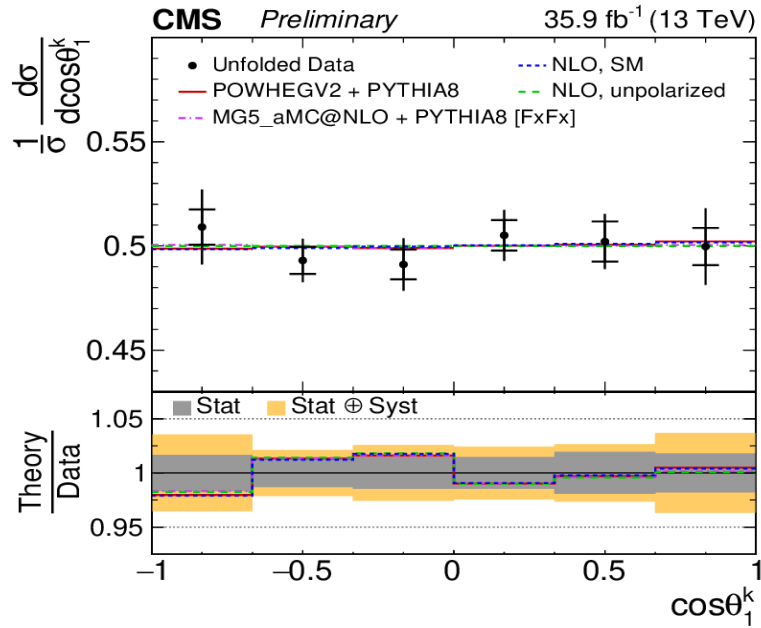 CMS Preliminary 35.9 fb⁻¹ (13 TeV)
1/σ dσ/dcosθ₁ᵏ
Unfolded Data
POWHEGV2 + PYTHIA8
MG5_aMC@NLO + PYTHIA8 [FxFx]
NLO, SM
NLO, unpolarized
0.55
0.5
0.45
Stat Stat ⊕ Syst
Theory/Data
1.05
1
0.95
−1 −0.5 0 0.5 1
cosθ₁ᵏ